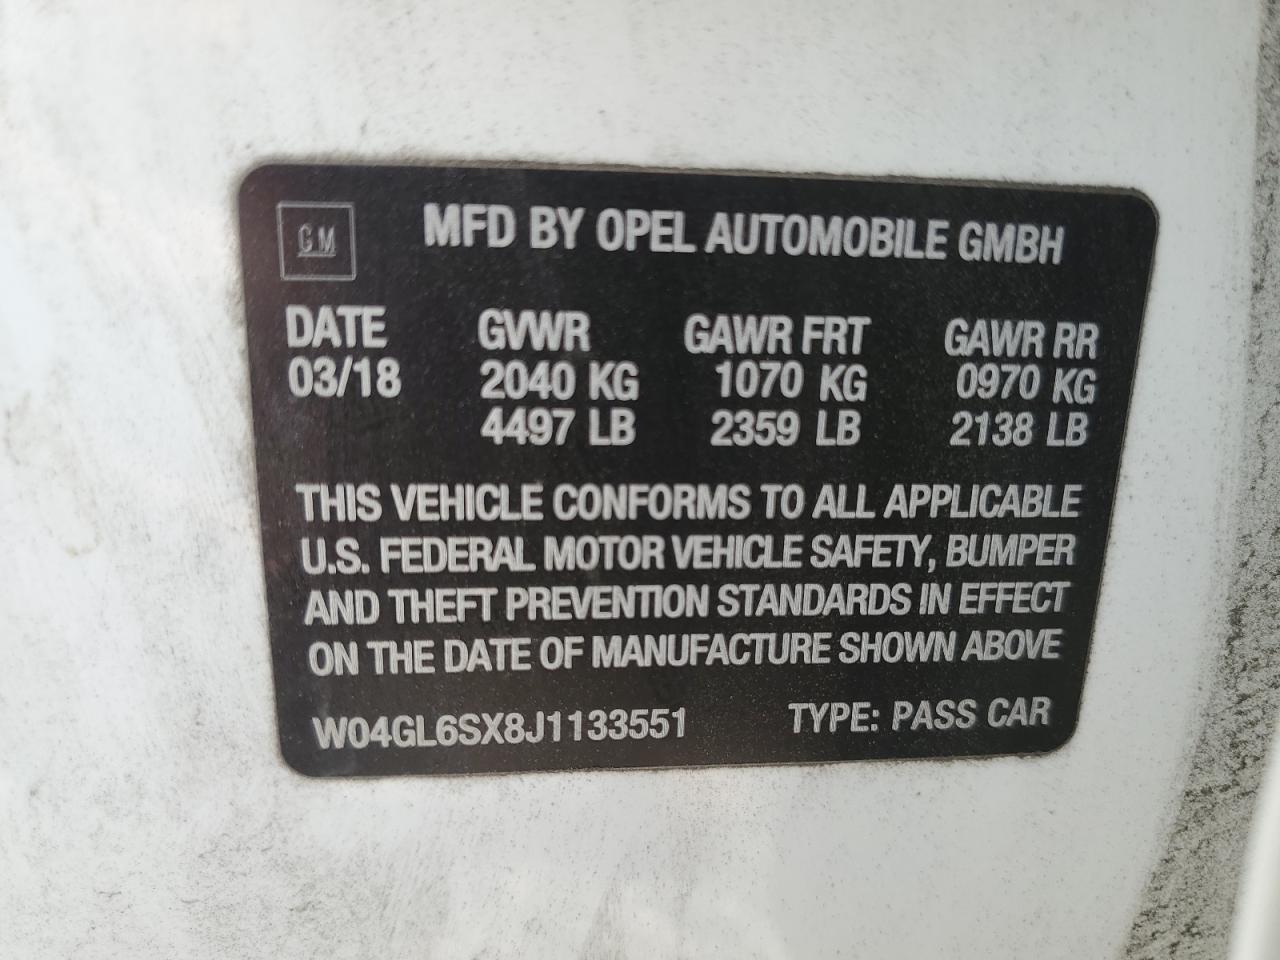 GM MFD BY OPEL AUTOMOBILE GMBH
DATE GVWR GAWR FRT GAWR RR
03/18 2040 KG 1070 KG 0970 KG
4497 LB 2359 LB 2138 LB
THIS VEHICLE CONFORMS TO ALL APPLICABLE
U.S. FEDERAL MOTOR VEHICLE SAFETY, BUMPER
AND THEFT PREVENTION STANDARDS IN EFFECT
ON THE DATE OF MANUFACTURE SHOWN ABOVE
W04GL6SX8J1133551 TYPE: PASS CAR